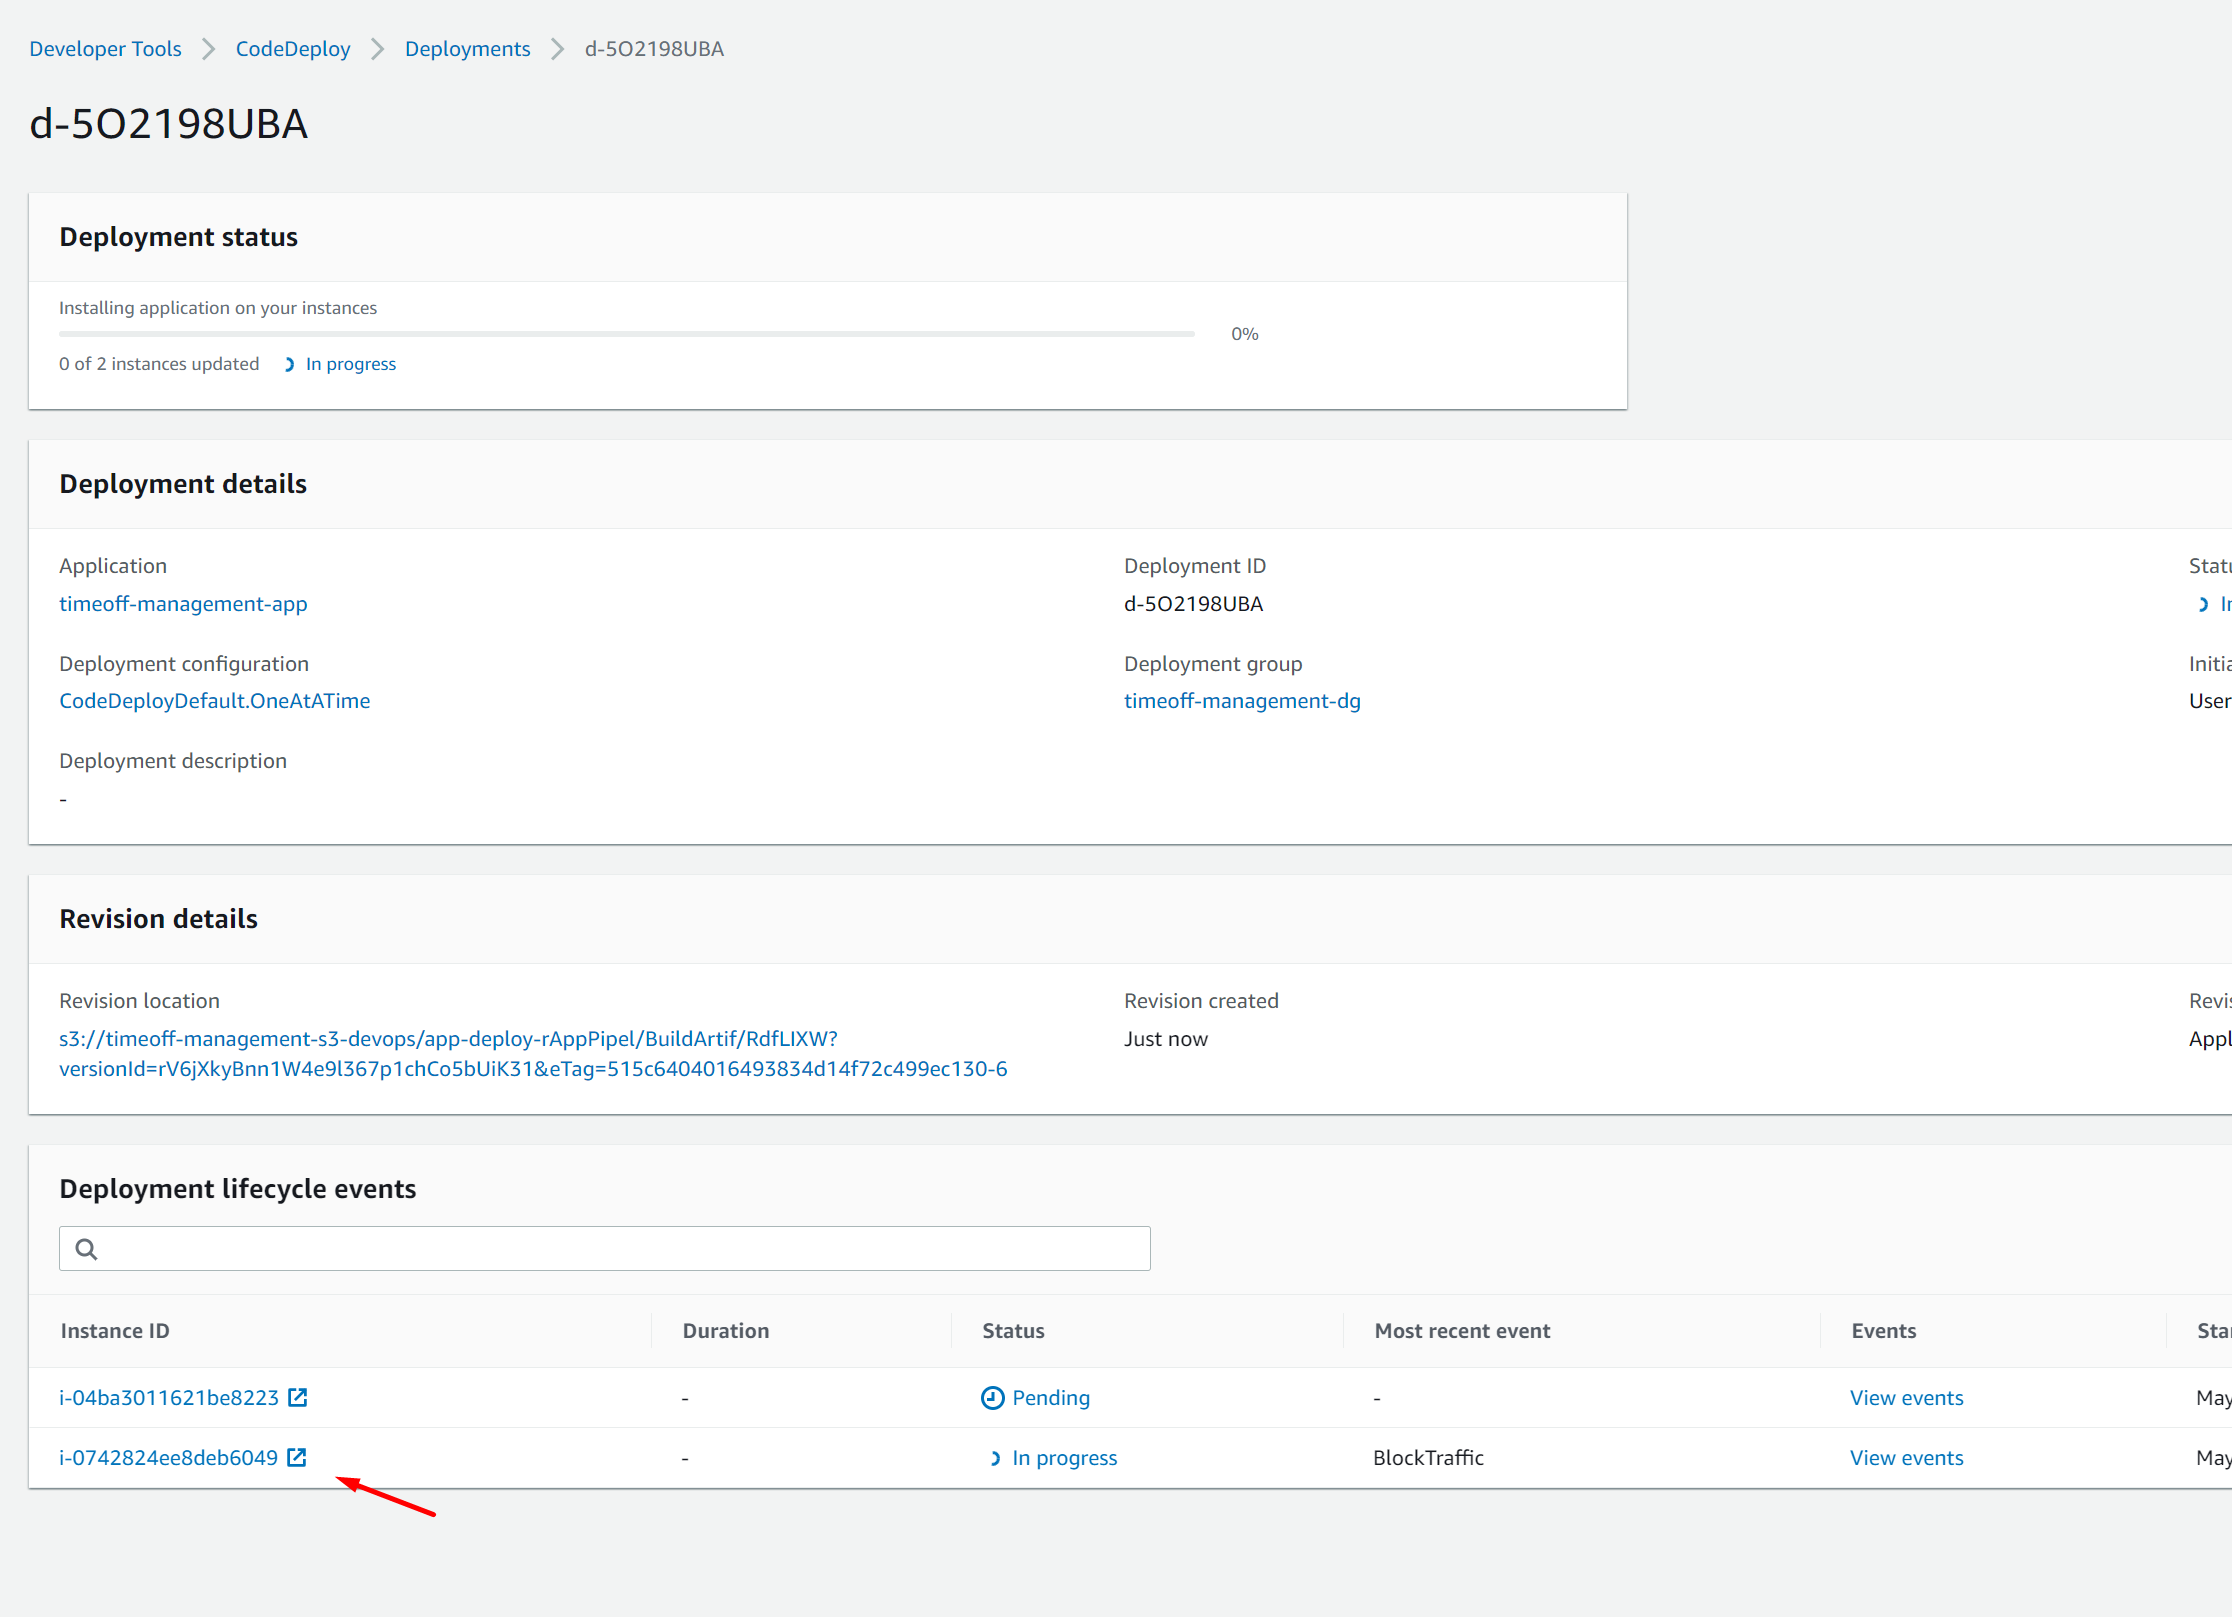 Developer Tools > CodeDeploy > Deployments > d-5O2198UBA
d-5O2198UBA
Deployment status
Installing application on your instances
0%
0 of 2 instances updated In progress
Deployment details
Application
timeoff-management-app
Deployment ID
d-5O2198UBA
Statu
In
Deployment configuration
CodeDeployDefault.OneAtATime
Deployment group
timeoff-management-dg
Initia
User
Deployment description
-
Revision details
Revision location
s3://timeoff-management-s3-devops/app-deploy-rAppPipel/BuildArtif/RdfLIXW?
versionId=rV6jXkyBnn1W4e9l367p1chCo5bUiK31&eTag=515c6404016493834d14f72c499ec130-6
Revision created
Just now
Revis
Appl
Deployment lifecycle events
Instance ID Duration Status Most recent event Events Star
i-04ba3011621be8223 - Pending - View events May
i-0742824ee8deb6049 - In progress BlockTraffic View events May